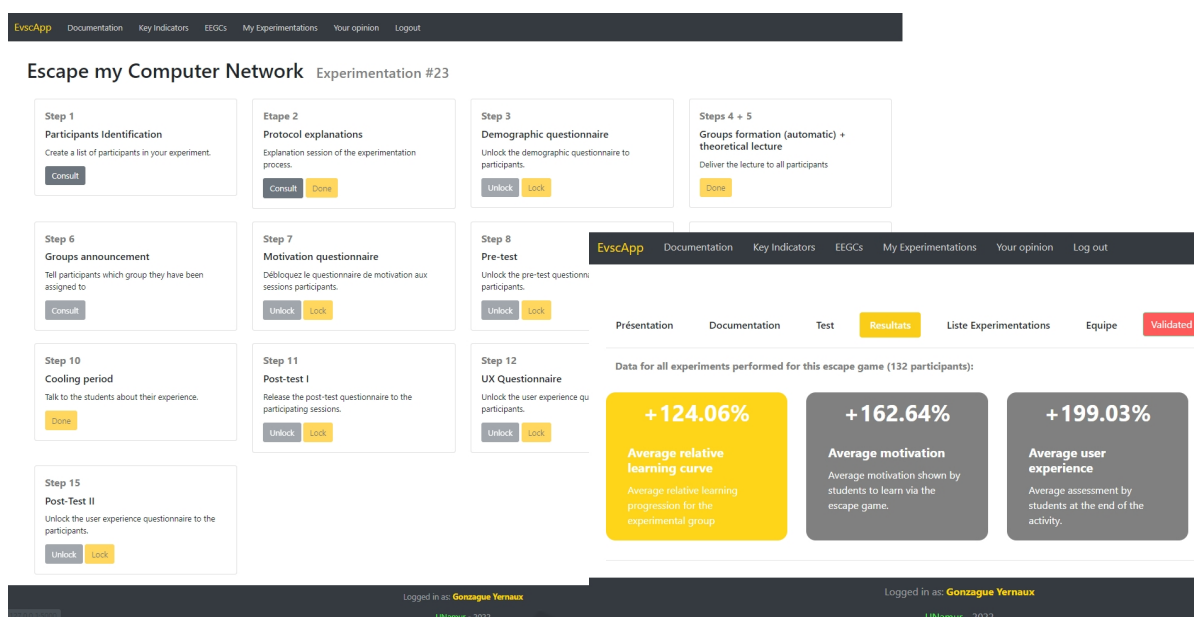 EvscApp Documentation Key Indicators EEGCs My Experimentations Your opinion Logout
Escape my Computer Network Experimentation #23
Step 1
Participants Identification
Create a list of participants in your experiment.
Consult
Etape 2
Protocol explanations
Explanation session of the experimentation
process.
Consult Done
Step 3
Demographic questionnaire
Unlock the demographic questionnaire to
participants.
Unlock Lock
Steps 4 + 5
Groups formation (automatic) +
theoretical lecture
Deliver the lecture to all participants
Done
Step 6
Groups announcement
Tell participants which group they have been
assigned to
Consult
Step 7
Motivation questionnaire
Débloquez le questionnaire de motivation aux
sessions participants.
Unlock Lock
Step 8
Pre-test
Unlock the pre-test questionna
participants.
Unlock Lock
Step 10
Cooling period
Talk to the students about their experience.
Done
Step 11
Post-test I
Release the post-test questionnaire to the
participating sessions.
Unlock Lock
Step 12
UX Questionnaire
Unlock the user experience qu
participants.
Unlock Lock
Step 15
Post-Test II
Unlock the user experience questionnaire to the
participants.
Unlock Lock
Logged in as: Gonzague Yernaux
UNamur - 2022
EvscApp Documentation Key Indicators EEGCs My Experimentations Your opinion Log out
Présentation Documentation Test Resultats Liste Experimentations Equipe Validated
Data for all experiments performed for this escape game (132 participants):
+124.06%
Average relative
learning curve
Average relative learning
progression for the
experimental group
+162.64%
Average motivation
Average motivation shown by
students to learn via the
escape game.
+199.03%
Average user
experience
Average assessment by
students at the end of the
activity.
Logged in as: Gonzague Yernaux
UNamur - 2022